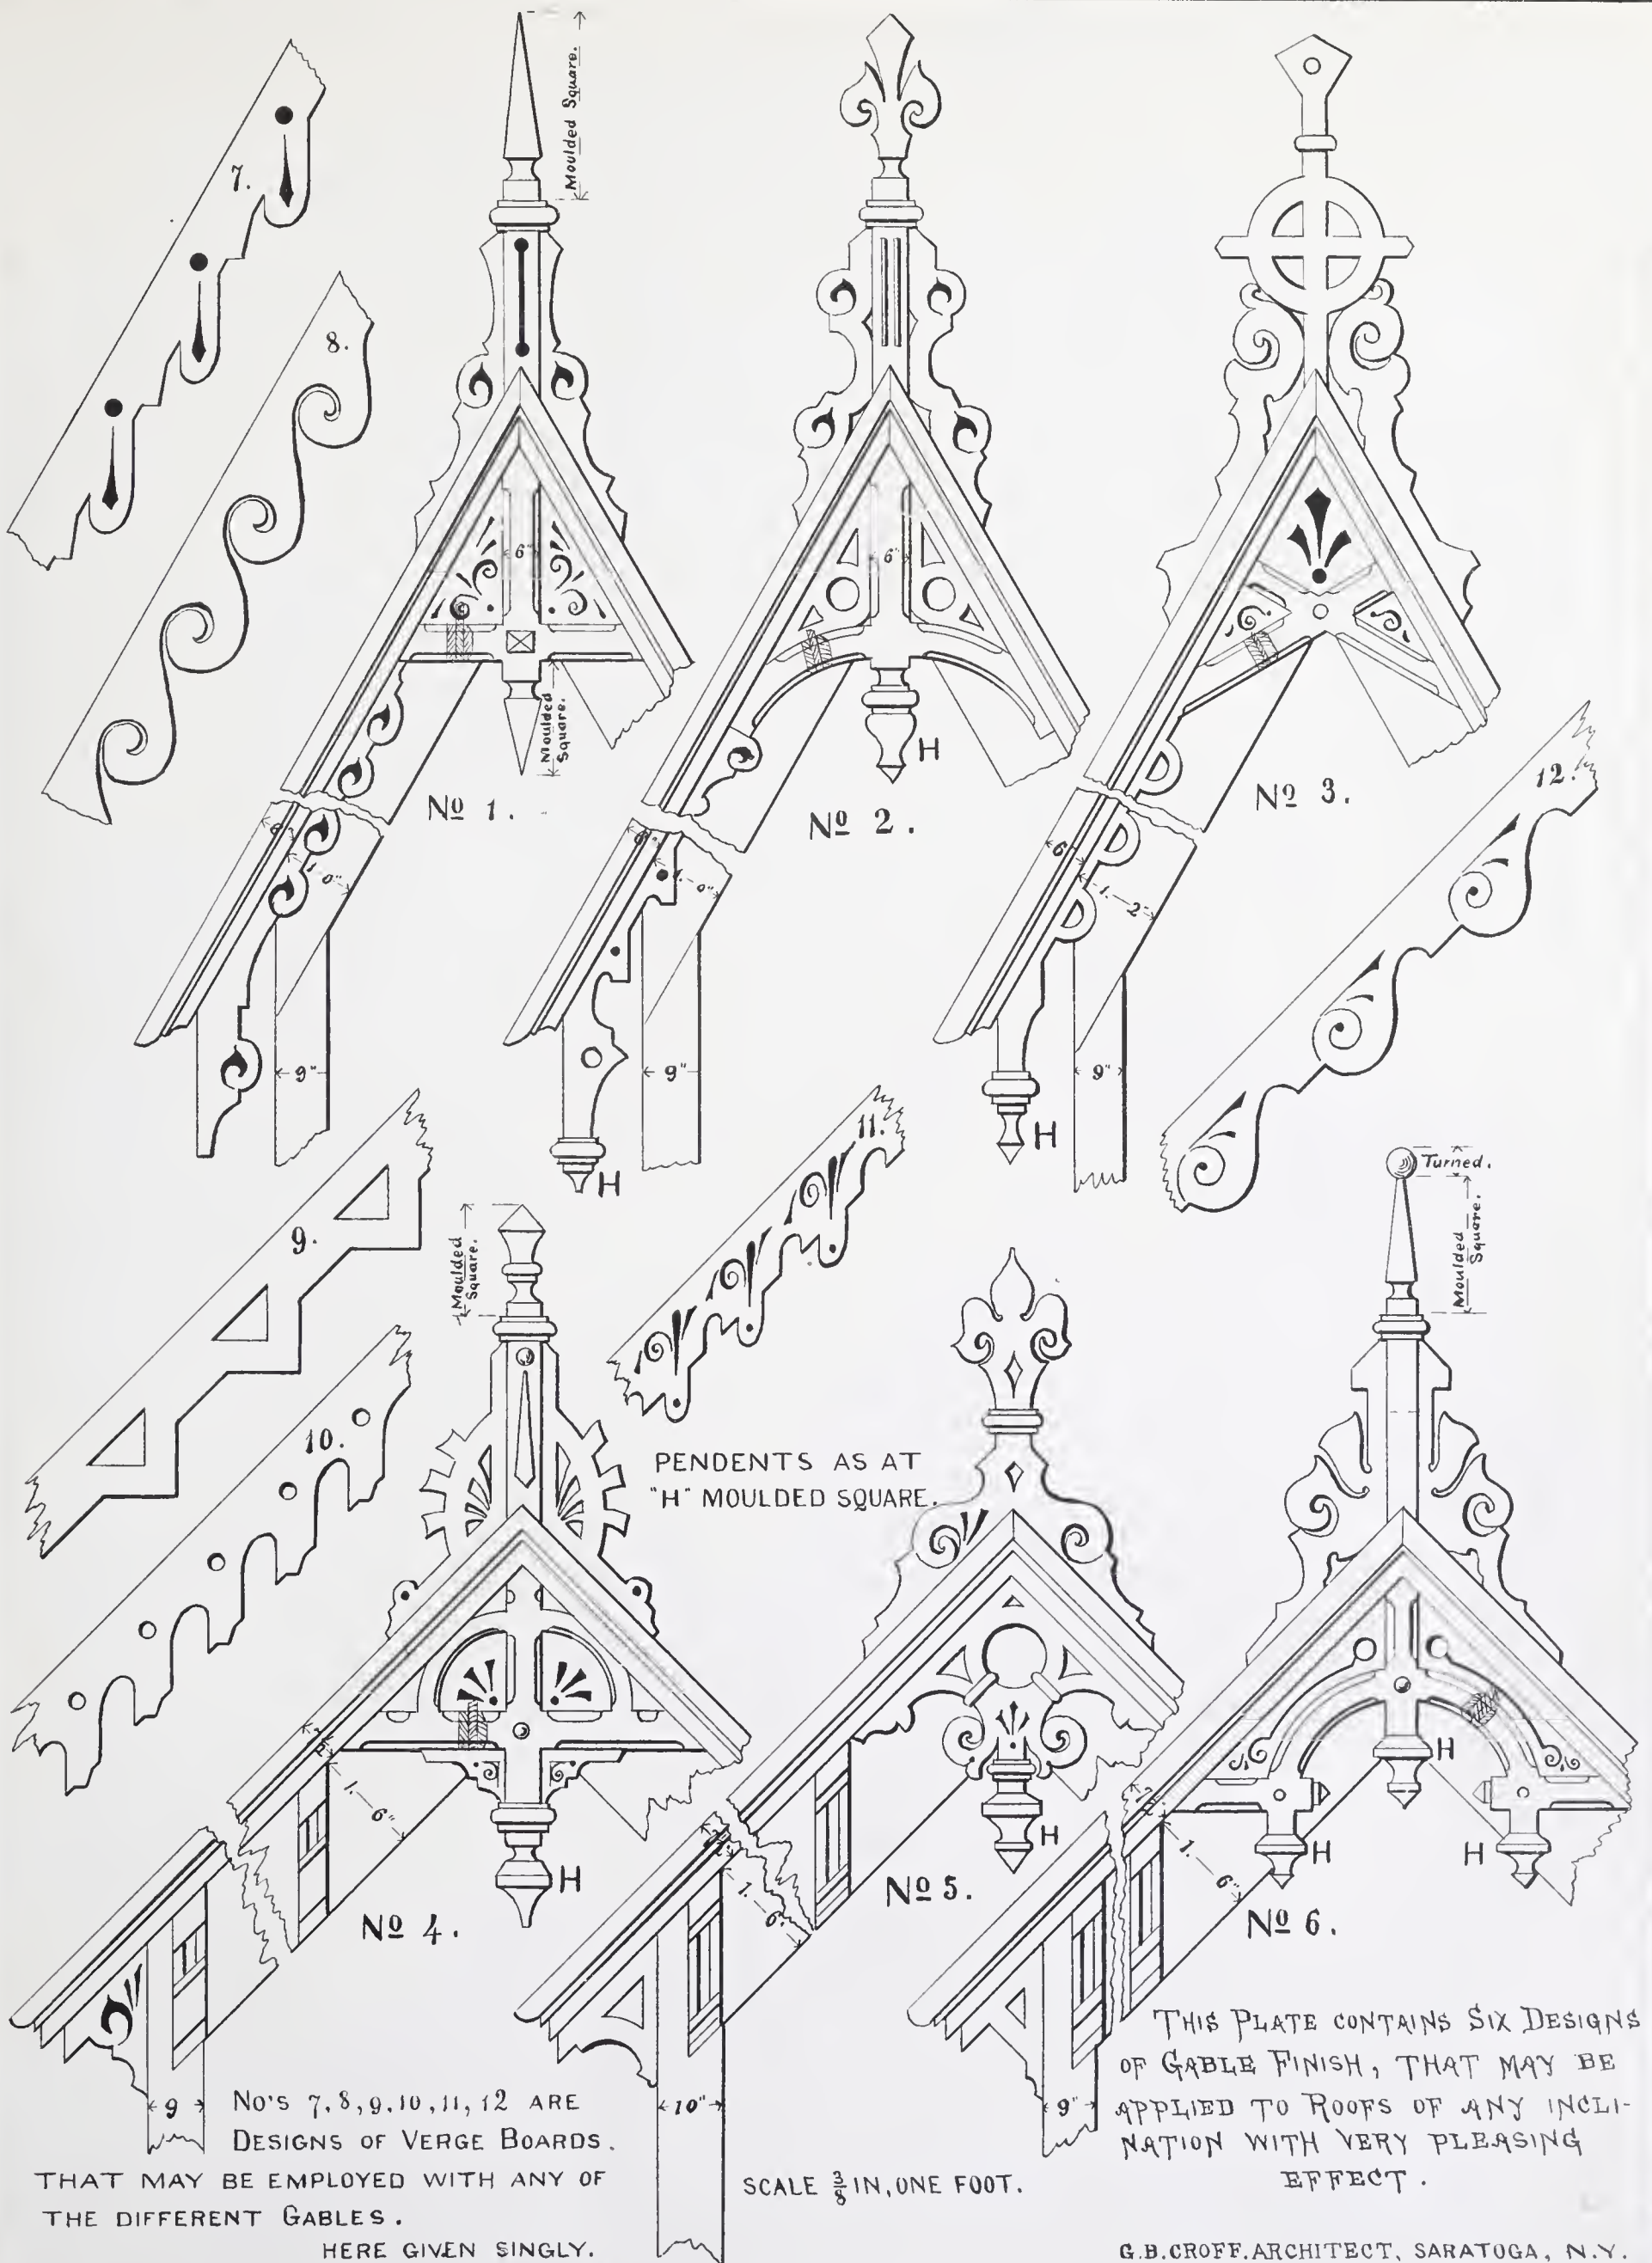 Moulded Square.
7.
8.
6"
6"
Moulded
Square.
H
12.
No 1.
No 2.
No 3.
6"
1.-0"
6"
1.-0"
6"
1.-2"
9"
9"
9"
H
H
11.
Turned.
Moulded
Square.
9.
Moulded
Square.
10.
PENDENTS AS AT
"H" MOULDED SQUARE.
1.-6"
H
H
H
H
H
No 4.
1.-6"
No 5.
1.-6"
No 6.
9
10"
9"
NO'S 7,8,9,10,11,12 ARE
DESIGNS OF VERGE BOARDS.
THAT MAY BE EMPLOYED WITH ANY OF
THE DIFFERENT GABLES.
HERE GIVEN SINGLY.
SCALE 3/8 IN, ONE FOOT.
THIS PLATE CONTAINS SIX DESIGNS
OF GABLE FINISH, THAT MAY BE
APPLIED TO ROOFS OF ANY INCLI-
NATION WITH VERY PLEASING
EFFECT.
G.B.CROFF.ARCHITECT, SARATOGA, N.Y.